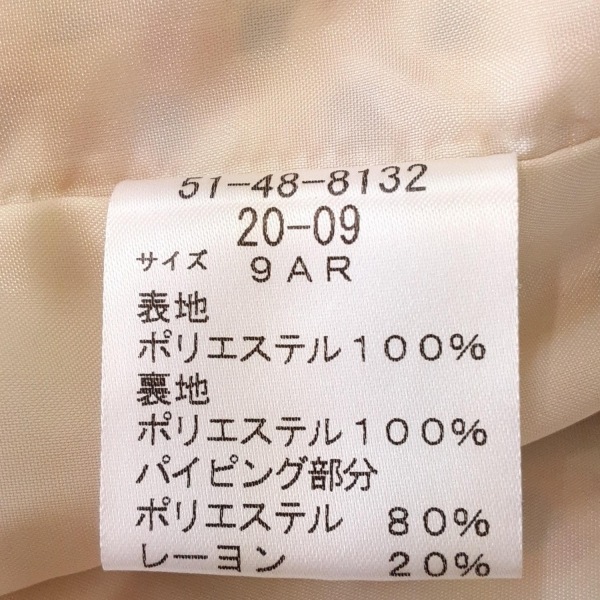 51-48-8132
20-09
サイズ 9AR
表地
ポリエステル100%
裏地
ポリエステル100%
パイピング部分
ポリエステル 80%
レーヨン 20%